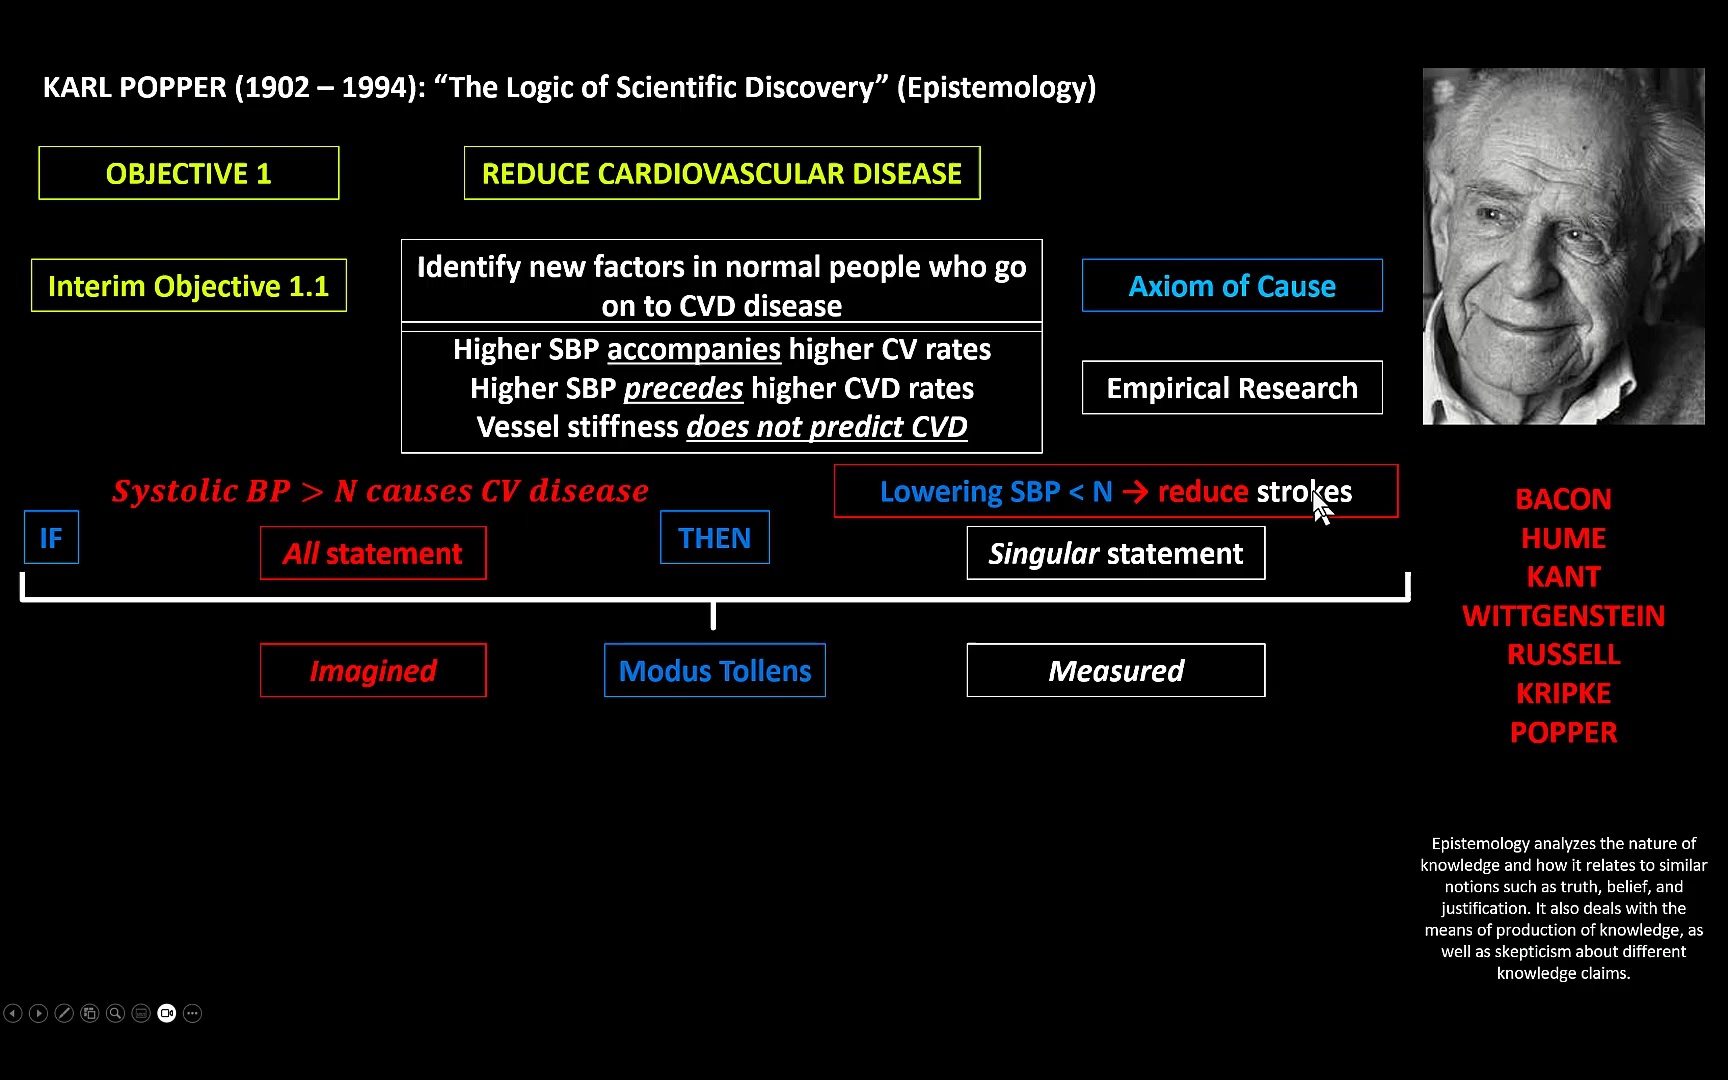 KARL POPPER (1902 – 1994): “The Logic of Scientific Discovery” (Epistemology)
OBJECTIVE 1
REDUCE CARDIOVASCULAR DISEASE
Interim Objective 1.1
Identify new factors in normal people who go
on to CVD disease
Axiom of Cause
Higher SBP accompanies higher CV rates
Higher SBP precedes higher CVD rates
Vessel stiffness does not predict CVD
Empirical Research
Systolic BP > N causes CV disease
Lowering SBP < N → reduce strokes
IF
All statement
THEN
Singular statement
Imagined
Modus Tollens
Measured
BACON
HUME
KANT
WITTGENSTEIN
RUSSELL
KRIPKE
POPPER
Epistemology analyzes the nature of
knowledge and how it relates to similar
notions such as truth, belief, and
justification. It also deals with the
means of production of knowledge, as
well as skepticism about different
knowledge claims.